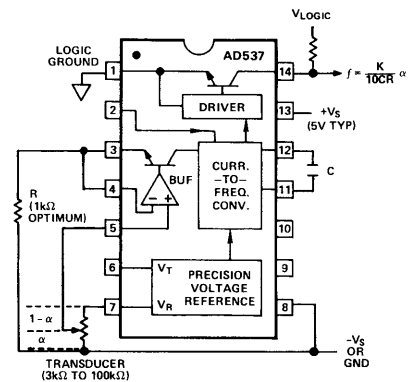 V_LOGIC
LOGIC
GROUND
AD537
1
14
f = K/10CR α
DRIVER
2
13
+V_S
(5V TYP)
3
12
CURR.
–TO–
FREQ.
CONV.
C
BUF
R
(1kΩ
OPTIMUM)
4
11
– +
5
10
6
V_T
PRECISION
VOLTAGE
REFERENCE
9
7
V_R
8
1 – α
α
–V_S
OR
GND
TRANSDUCER
(3kΩ TO 100kΩ)